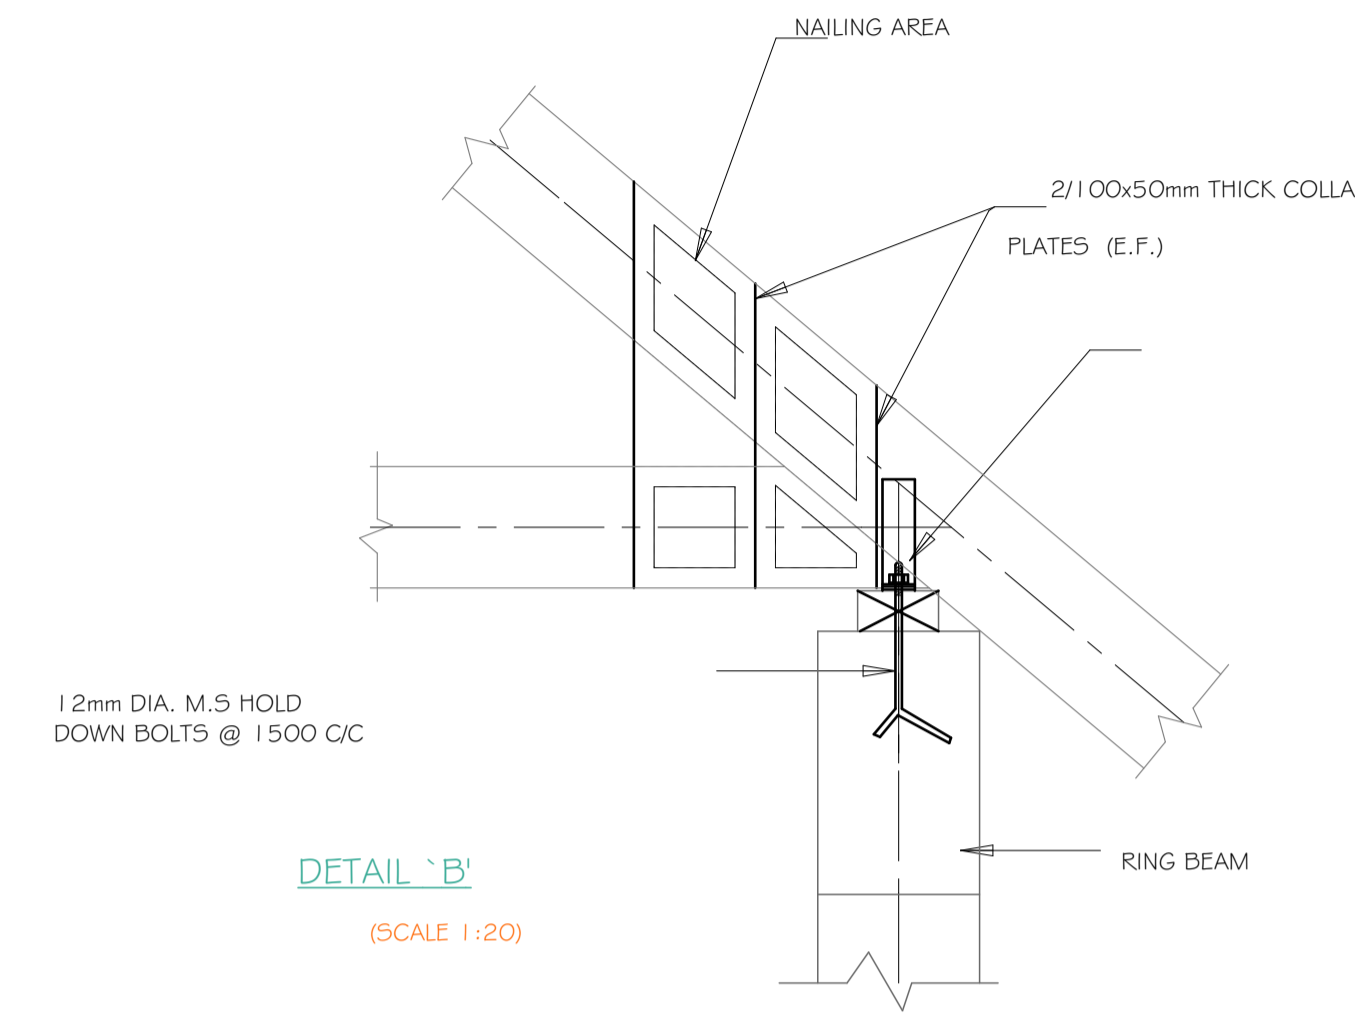 NAILING AREA
2/100x50mm THICK COLLA
PLATES (E.F.)
12mm DIA. M.S HOLD
DOWN BOLTS @ 1500 C/C
DETAIL `B'
RING BEAM
(SCALE 1:20)